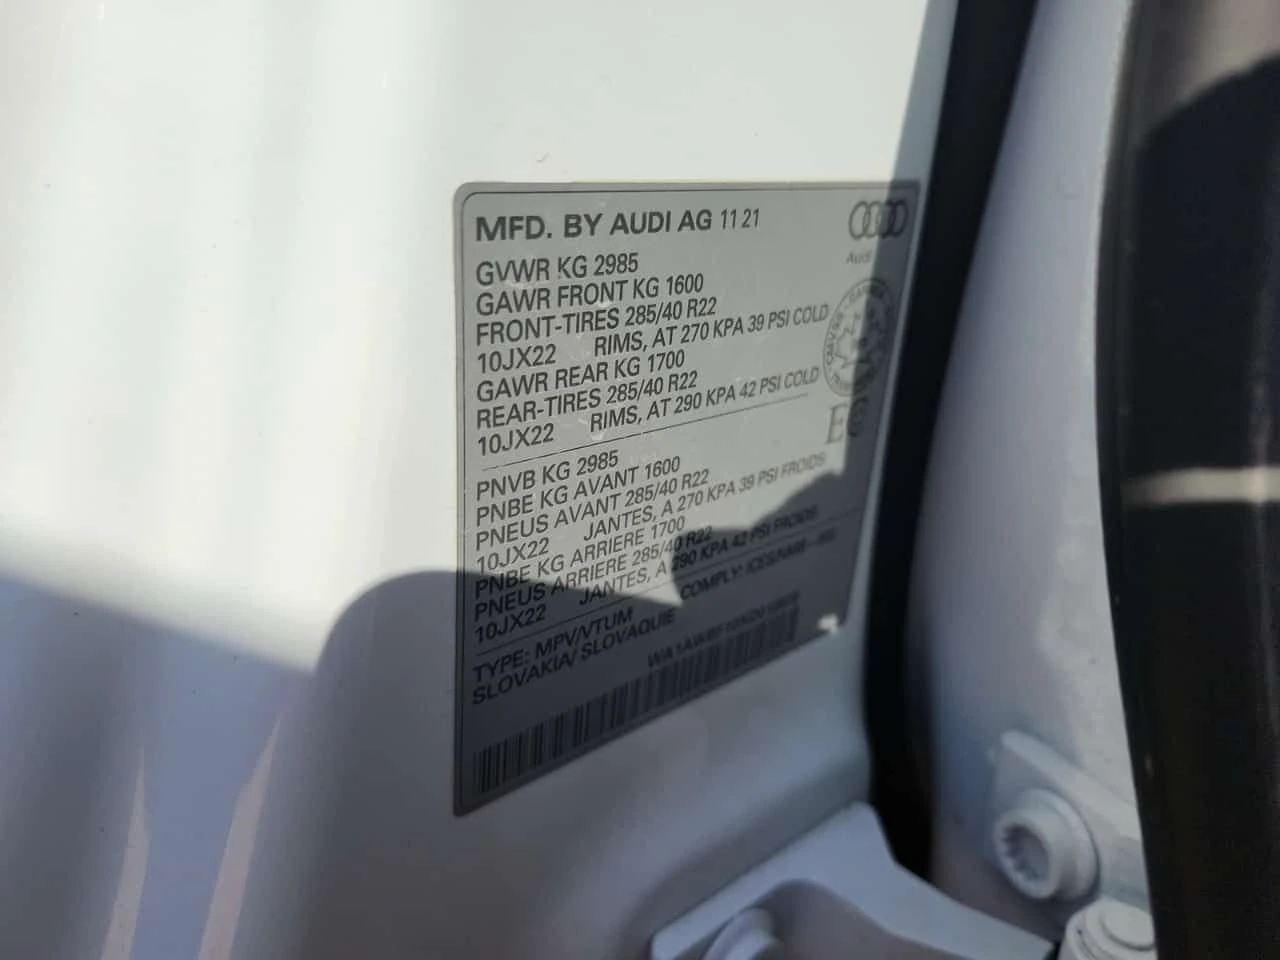 MFD. BY AUDI AG 11 21
Audi
GVWR KG 2985
GAWR FRONT KG 1600
FRONT-TIRES 285/40 R22
10JX22 RIMS, AT 270 KPA 39 PSI COLD
GAWR REAR KG 1700
REAR-TIRES 285/40 R22
10JX22 RIMS, AT 290 KPA 42 PSI COLD
PNVB KG 2985
PNBE KG AVANT 1600
PNEUS AVANT 285/40 R22
10JX22 JANTES, A 270 KPA 39 PSI FROIDS
PNBE KG ARRIERE 1700
PNEUS ARRIERE 285/40 R22
10JX22 JANTES, A 290 KPA 42 PSI FROIDS
TYPE: MPV/VTUM COMPLY:
SLOVAKIA/ SLOVAQUIE